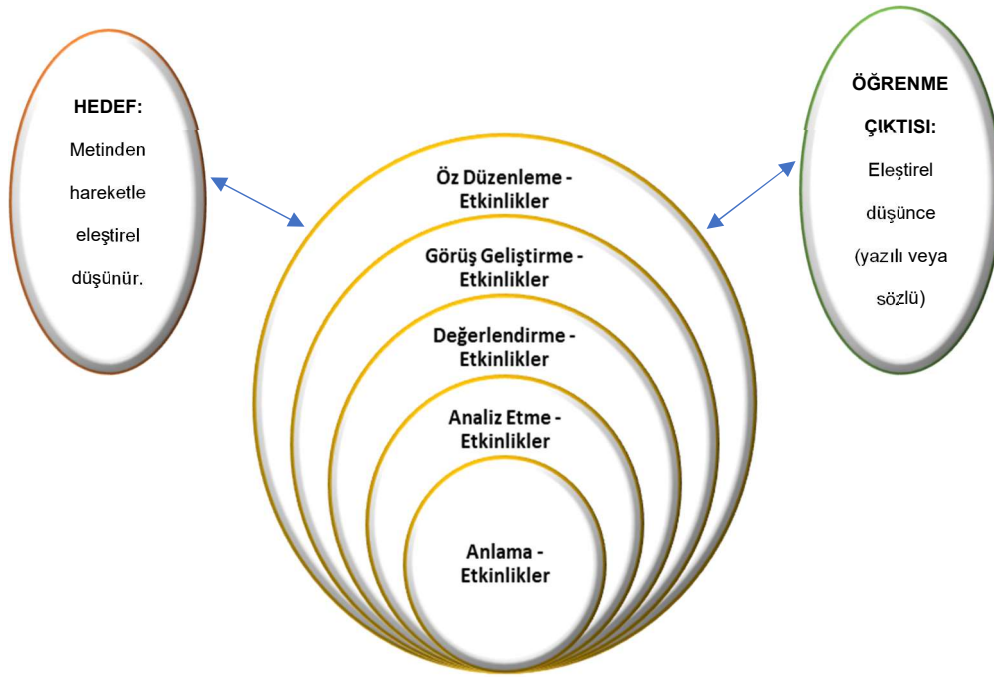 HEDEF:
Metinden
hareketle
eleştirel
düşünür.
Öz Düzenleme -
Etkinlikler
Görüş Geliştirme -
Etkinlikler
Değerlendirme -
Etkinlikler
Analiz Etme -
Etkinlikler
Anlama -
Etkinlikler
ÖĞRENME
ÇIKTISI:
Eleştirel
düşünce
(yazılı veya
sözlü)